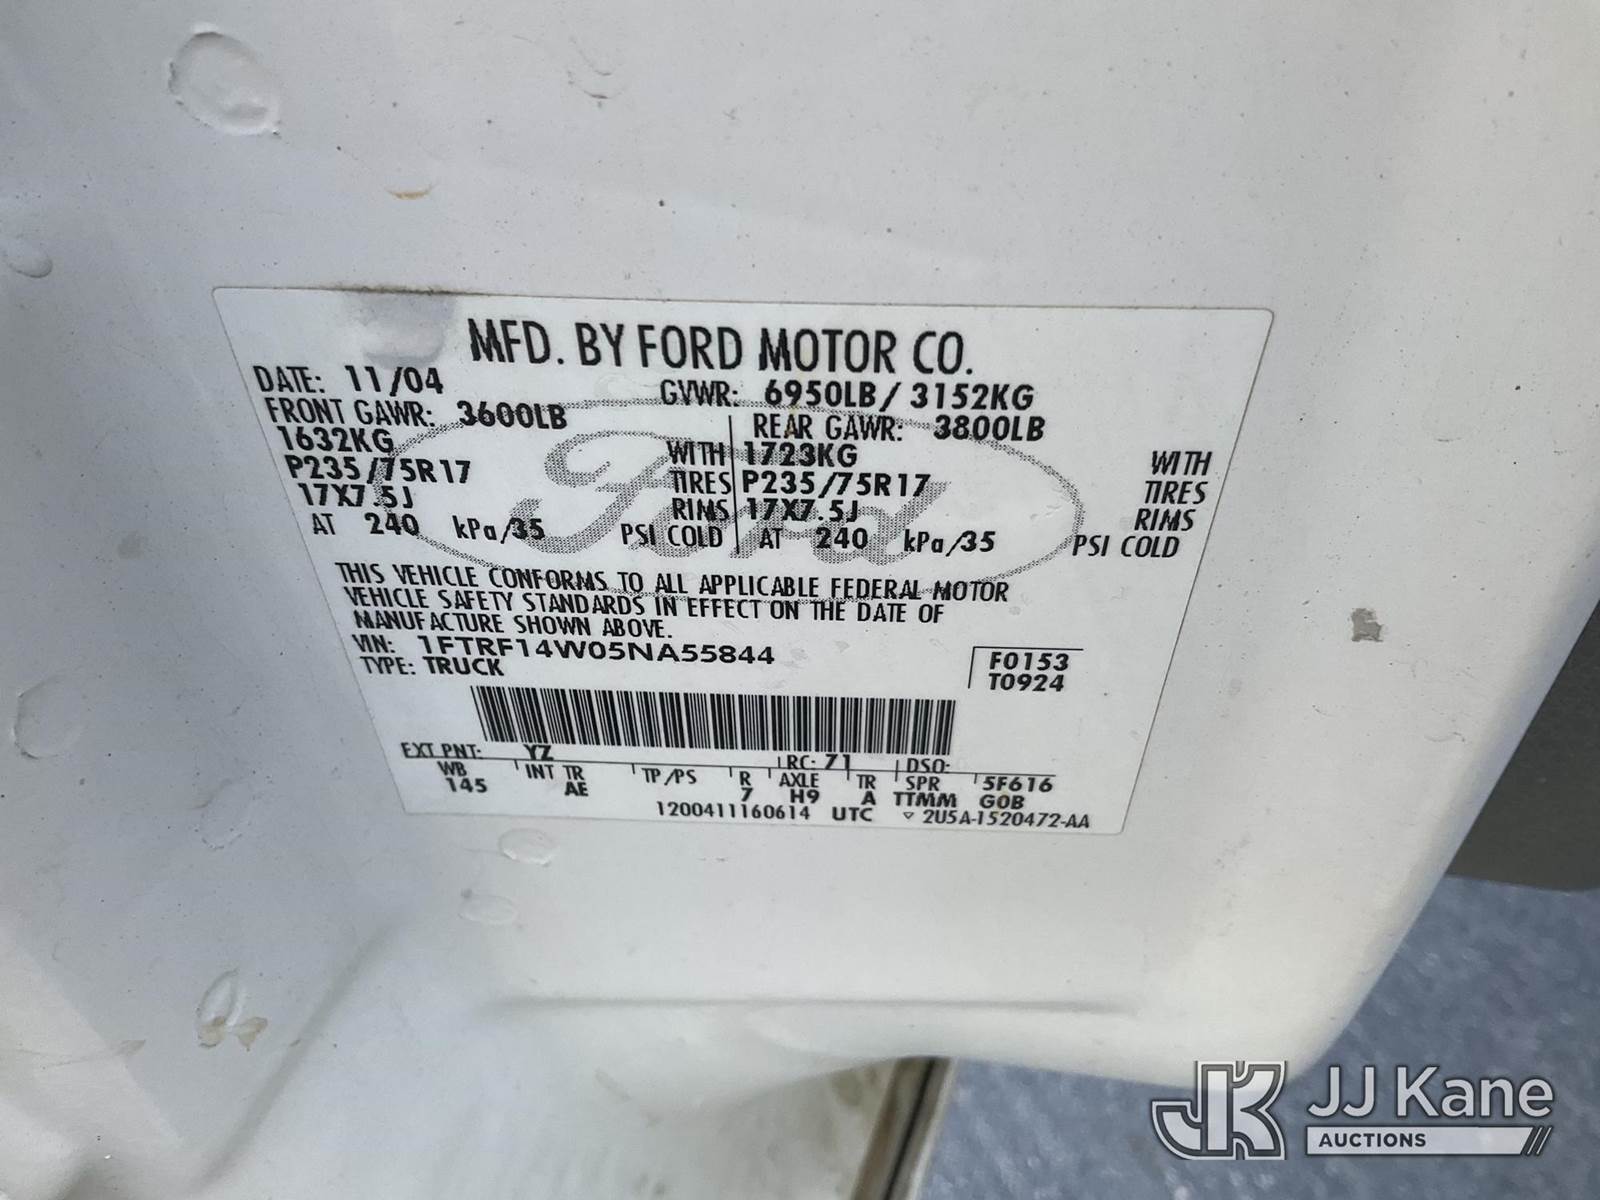 MFD. BY FORD MOTOR CO.
DATE: 11/04 GVWR: 6950LB / 3152KG
FRONT GAWR: 3600LB REAR GAWR: 3800LB
1632KG WITH 1723KG WITH
P235/75R17 TIRES P235/75R17 TIRES
17X7.5J RIMS 17X7.5J RIMS
AT 240 kPa/35 PSI COLD AT 240 kPa/35 PSI COLD
Ford
THIS VEHICLE CONFORMS TO ALL APPLICABLE FEDERAL MOTOR
VEHICLE SAFETY STANDARDS IN EFFECT ON THE DATE OF
MANUFACTURE SHOWN ABOVE.
VIN: 1FTRF14W05NA55844 F0153
TYPE: TRUCK T0924
EXT PNT: YZ RC: 71 DSO:
WB INT TR TP/PS R AXLE TR SPR 5F616
145 AE 7 H9 A TTMM G0B
1200411160614 UTC ▽ 2U5A-1520472-AA
JK JJ Kane
AUCTIONS